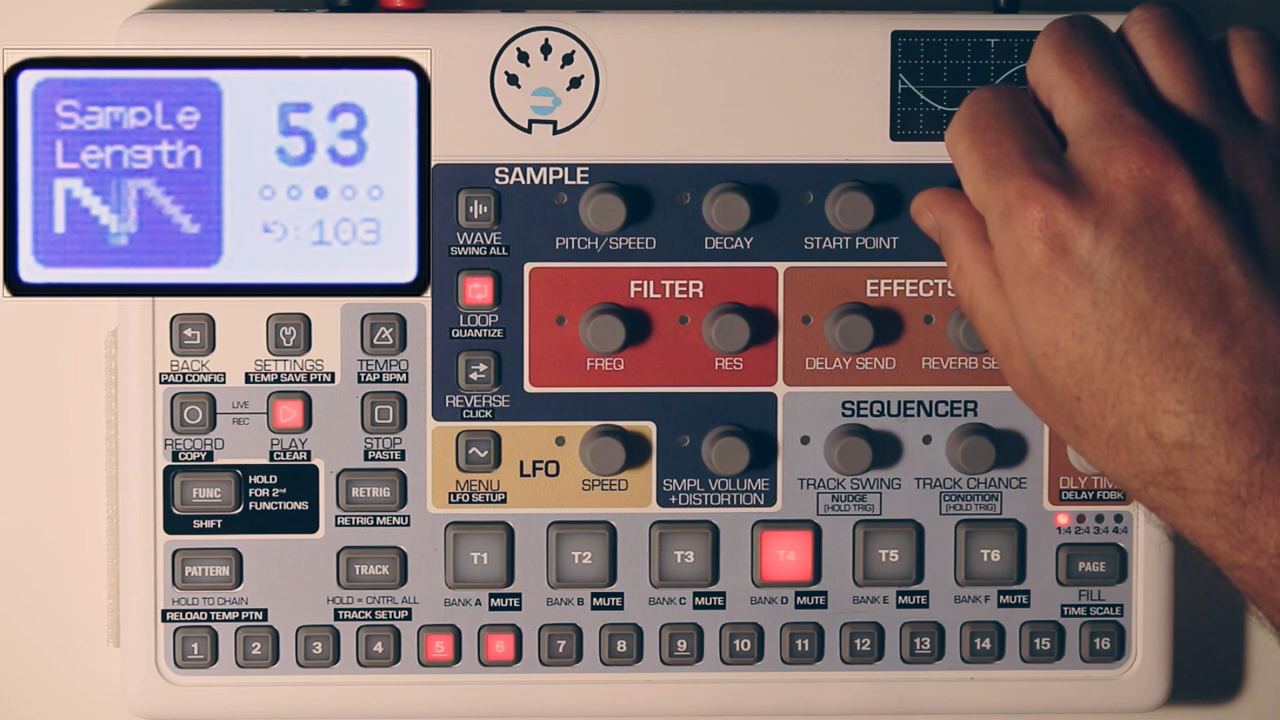 Sample
Length
53
:103
SAMPLE
WAVE
SWING ALL
PITCH/SPEED
DECAY
START POINT
LOOP
QUANTIZE
FILTER
FREQ
RES
EFFECTS
DELAY SEND
REVERB SE
REVERSE
CLICK
BACK
PAD CONFIG
SETTINGS
TEMP SAVE PTN
TEMPO
TAP BPM
LIVE
REC
RECORD
COPY
PLAY
CLEAR
STOP
PASTE
MENU
LFO SETUP
LFO
SPEED
SMPL VOLUME
+DISTORTION
SEQUENCER
TRACK SWING
NUDGE
(HOLD TRIG)
TRACK CHANCE
CONDITION
(HOLD TRIG)
DLY TIM
DELAY FDBK
FUNC
SHIFT
HOLD
FOR 2nd
FUNCTIONS
RETRIG
RETRIG MENU
1:4 2:4 3:4 4:4
T1 T2 T3 T4 T5 T6
PAGE
FILL
TIME SCALE
BANK A MUTE BANK B MUTE BANK C MUTE BANK D MUTE BANK E MUTE BANK F MUTE
PATTERN
HOLD TO CHAIN
RELOAD TEMP PTN
TRACK
HOLD = CNTRL ALL
TRACK SETUP
1 2 3 4 5 6 7 8 9 10 11 12 13 14 15 16